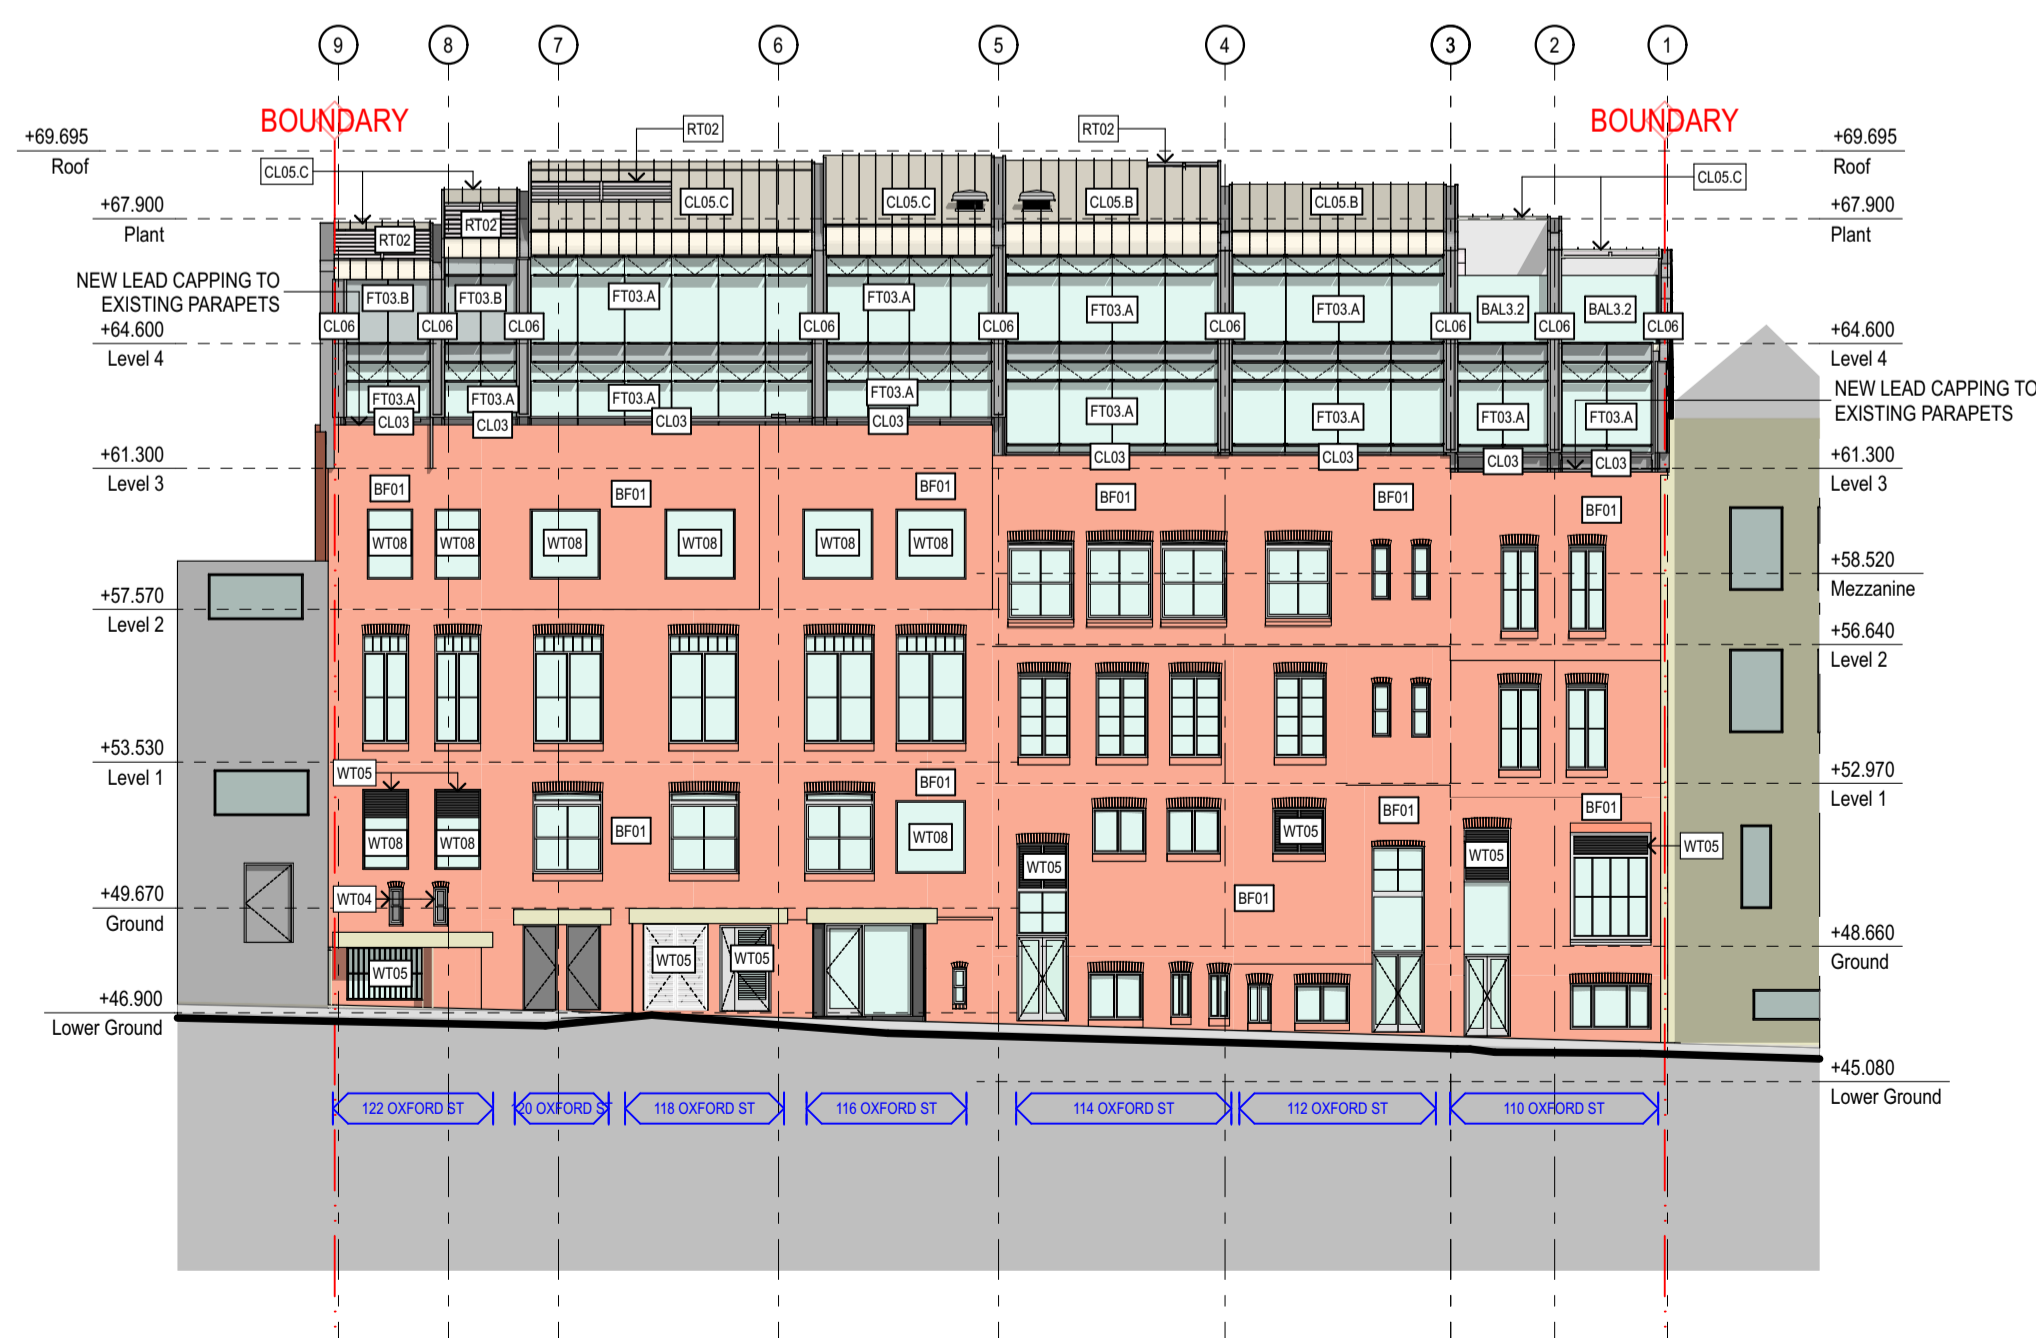 9 8 7 6 5 4 3 2 1
BOUNDARY BOUNDARY
+69.695
Roof
RT02 RT02
+69.695
Roof
CL05.C CL05.C
+67.900
Plant
CL05.C CL05.C CL05.B CL05.B
+67.900
Plant
RT02 RT02
NEW LEAD CAPPING TO
EXISTING PARAPETS
FT03.B FT03.B FT03.A FT03.A FT03.A FT03.A BAL3.2 BAL3.2
+64.600
Level 4
CL06 CL06 CL06 CL06 CL06 CL06 CL06 CL06 CL06
+64.600
Level 4
NEW LEAD CAPPING TO
EXISTING PARAPETS
FT03.A FT03.A FT03.A FT03.A FT03.A FT03.A FT03.A FT03.A
CL03 CL03 CL03 CL03 CL03 CL03 CL03 CL03
+61.300
Level 3
+61.300
Level 3
BF01 BF01 BF01 BF01 BF01 BF01
WT08 WT08 WT08 WT08 WT08 WT08
+58.520
Mezzanine
+57.570
Level 2
+56.640
Level 2
+53.530
Level 1
+52.970
Level 1
WT05 BF01 BF01 BF01
WT08 WT08 BF01 WT08 WT05 WT05 WT05 WT05
+49.670
Ground
WT04 BF01
+48.660
Ground
WT05 WT05 WT05
+46.900
Lower Ground
+45.080
Lower Ground
122 OXFORD ST 120 OXFORD ST 118 OXFORD ST 116 OXFORD ST 114 OXFORD ST 112 OXFORD ST 110 OXFORD ST